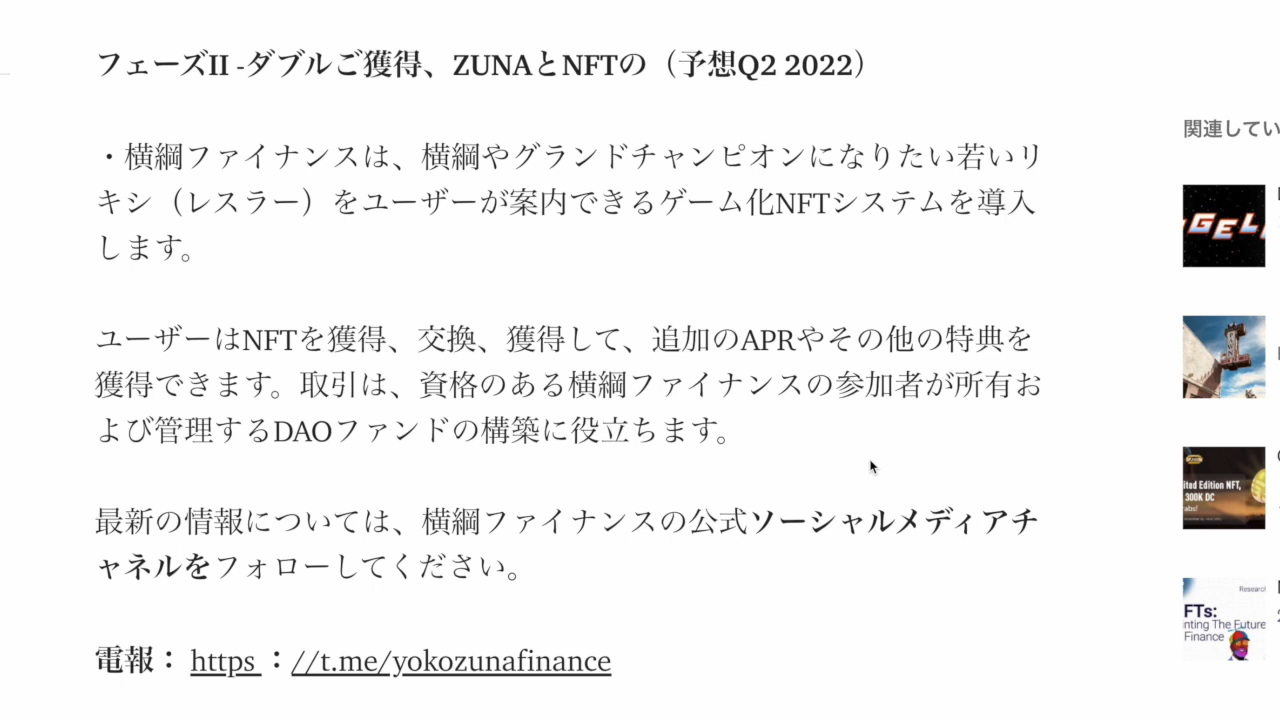 フェーズII -ダブルご獲得、ZUNAとNFTの（予想Q2 2022）
・横綱ファイナンスは、横綱やグランドチャンピオンになりたい若いリ
キシ（レスラー）をユーザーが案内できるゲーム化NFTシステムを導入
します。
ユーザーはNFTを獲得、交換、獲得して、追加のAPRやその他の特典を
獲得できます。取引は、資格のある横綱ファイナンスの参加者が所有お
よび管理するDAOファンドの構築に役立ちます。
最新の情報については、横綱ファイナンスの公式ソーシャルメディアチ
ャネルをフォローしてください。
電報： https ：//t.me/yokozunafinance
関連してい
GEL
ited Edition NFT,
300K DC
abs!
Research
FTs:
nting The Future
Finance